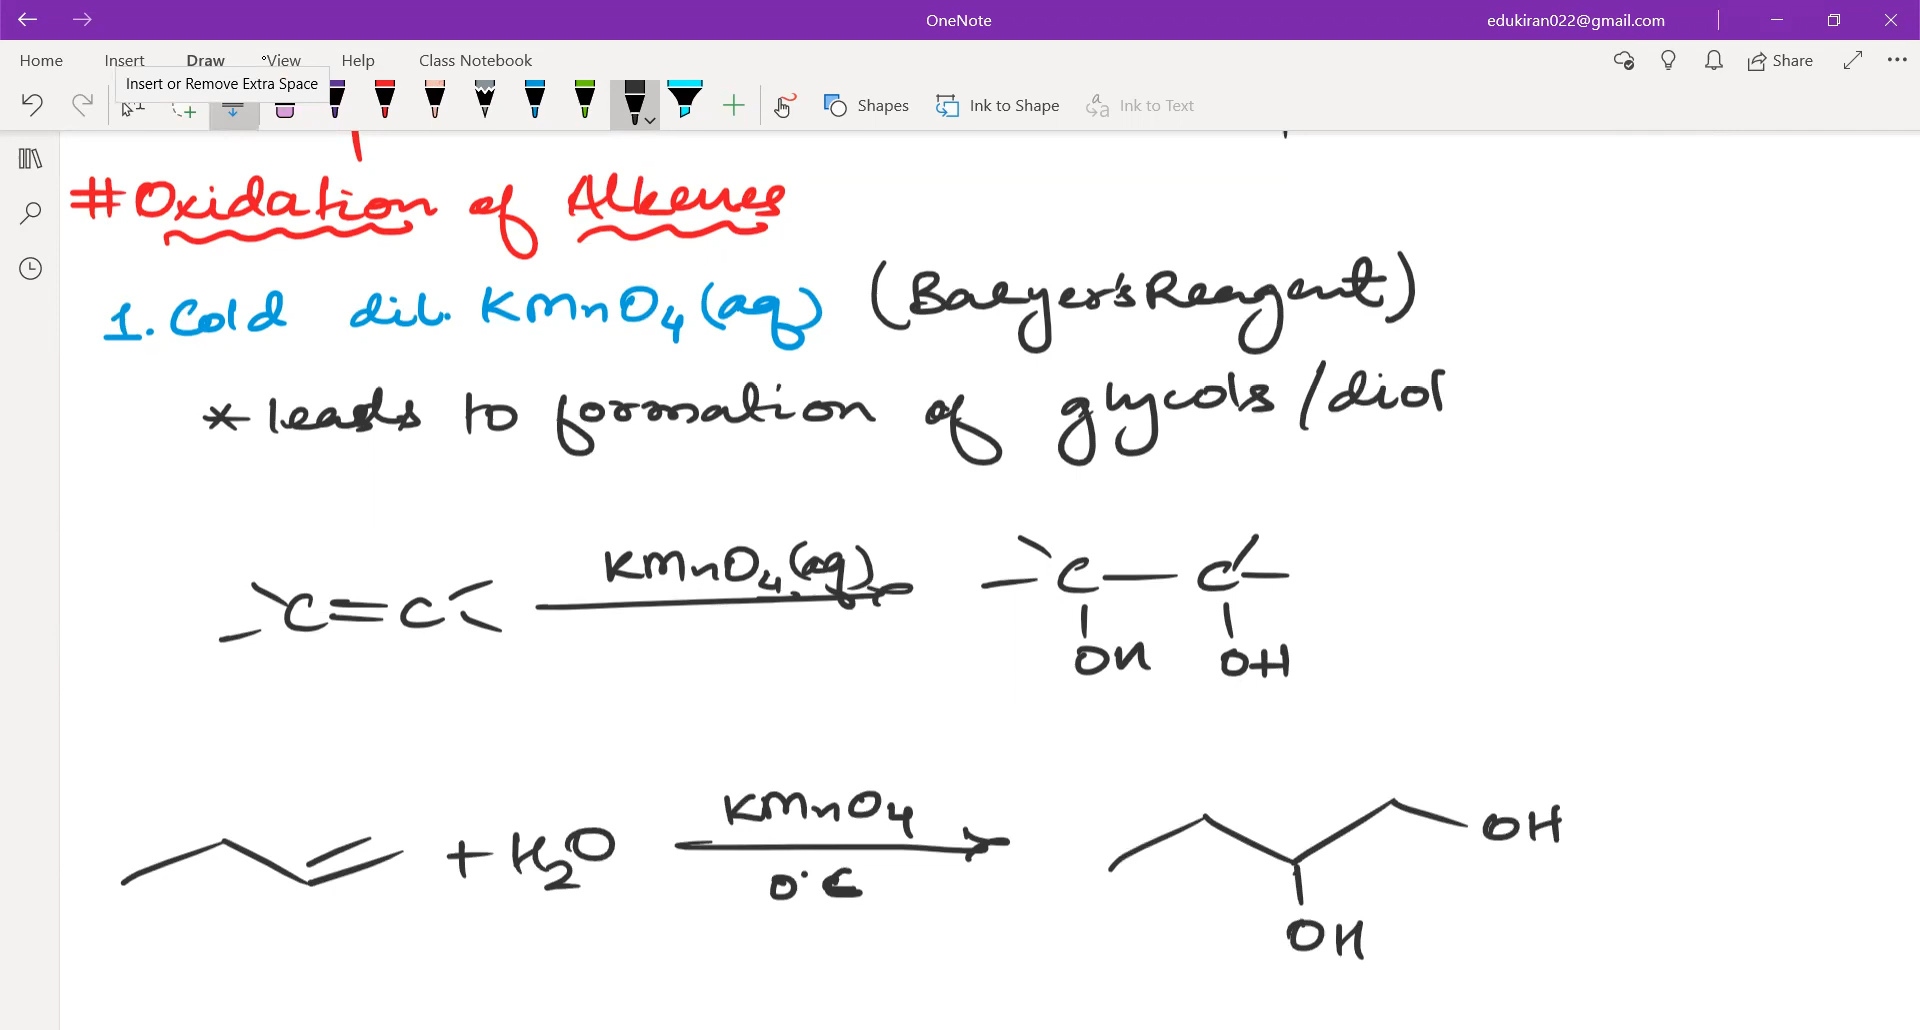 OneNote
edukiran022@gmail.com
Home Insert Draw View Help Class Notebook Share
Insert or Remove Extra Space
Shapes Ink to Shape Ink to Text
#Oxidation of Alkenes
1. Cold dil. KMnO4(aq) (Baeyer's Reagent)
* leads to formation of glycols/diol
C=C KMnO4(aq) C—C
OH OH
KMnO4
+ H2O OH
0°C
OH